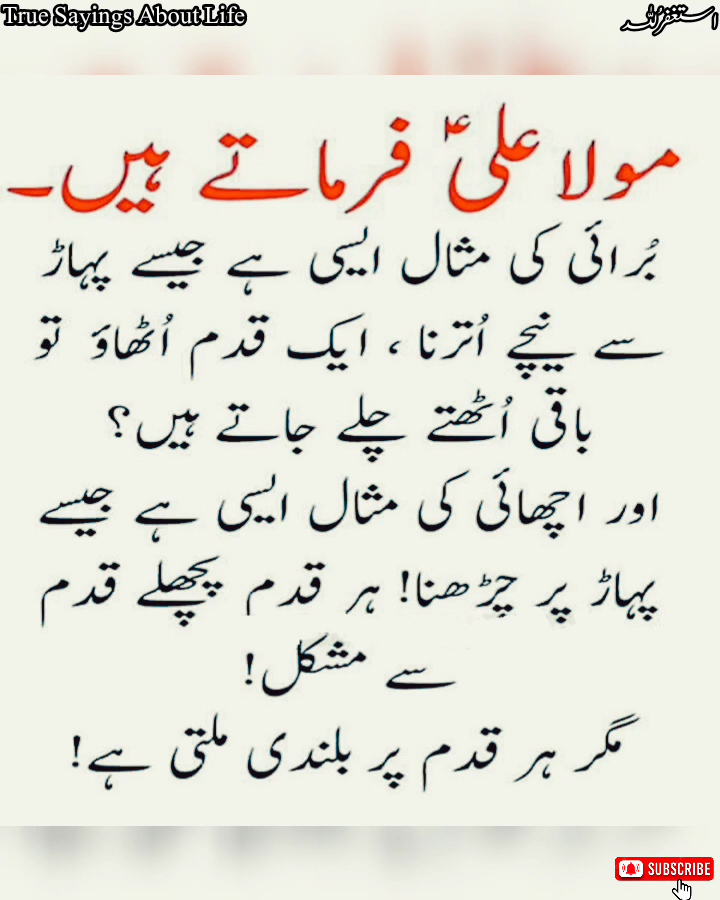 True Sayings About Life
استغفراللہ
مولا علیؑ فرماتے ہیں۔
بُرائی کی مثال ایسی ہے جیسے پہاڑ
سے نیچے اُترنا ، ایک قدم اُٹھاؤ تو
باقی اُٹھتے چلے جاتے ہیں؟
اور اچھائی کی مثال ایسی ہے جیسے
پہاڑ پر چڑھنا! ہر قدم پچھلے قدم
سے مشکل!
مگر ہر قدم پر بلندی ملتی ہے!
SUBSCRIBE